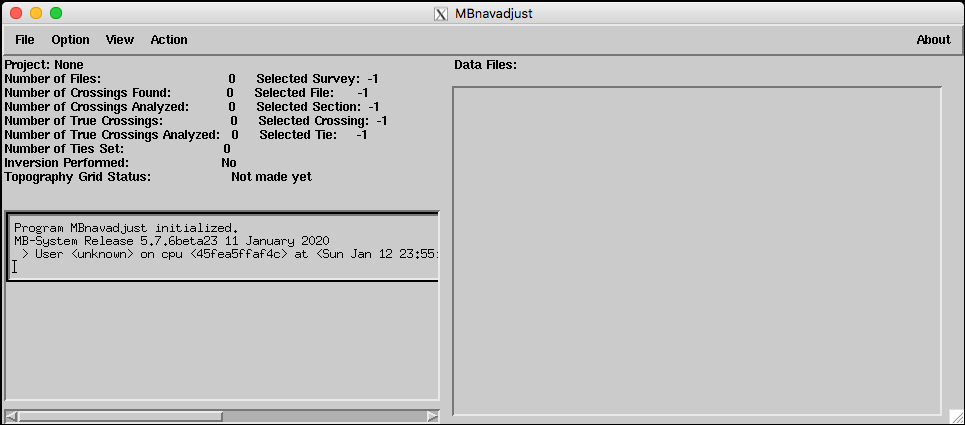 MBnavadjust
File Option View Action About
Project: None
Number of Files: 0 Selected Survey: -1
Number of Crossings Found: 0 Selected File: -1
Number of Crossings Analyzed: 0 Selected Section: -1
Number of True Crossings: 0 Selected Crossing: -1
Number of True Crossings Analyzed: 0 Selected Tie: -1
Number of Ties Set: 0
Inversion Performed: No
Topography Grid Status: Not made yet
Data Files:
Program MBnavadjust initialized.
MB-System Release 5.7.6beta23 11 January 2020
> User <unknown> on cpu <45fea5ffaf4c> at <Sun Jan 12 23:55: